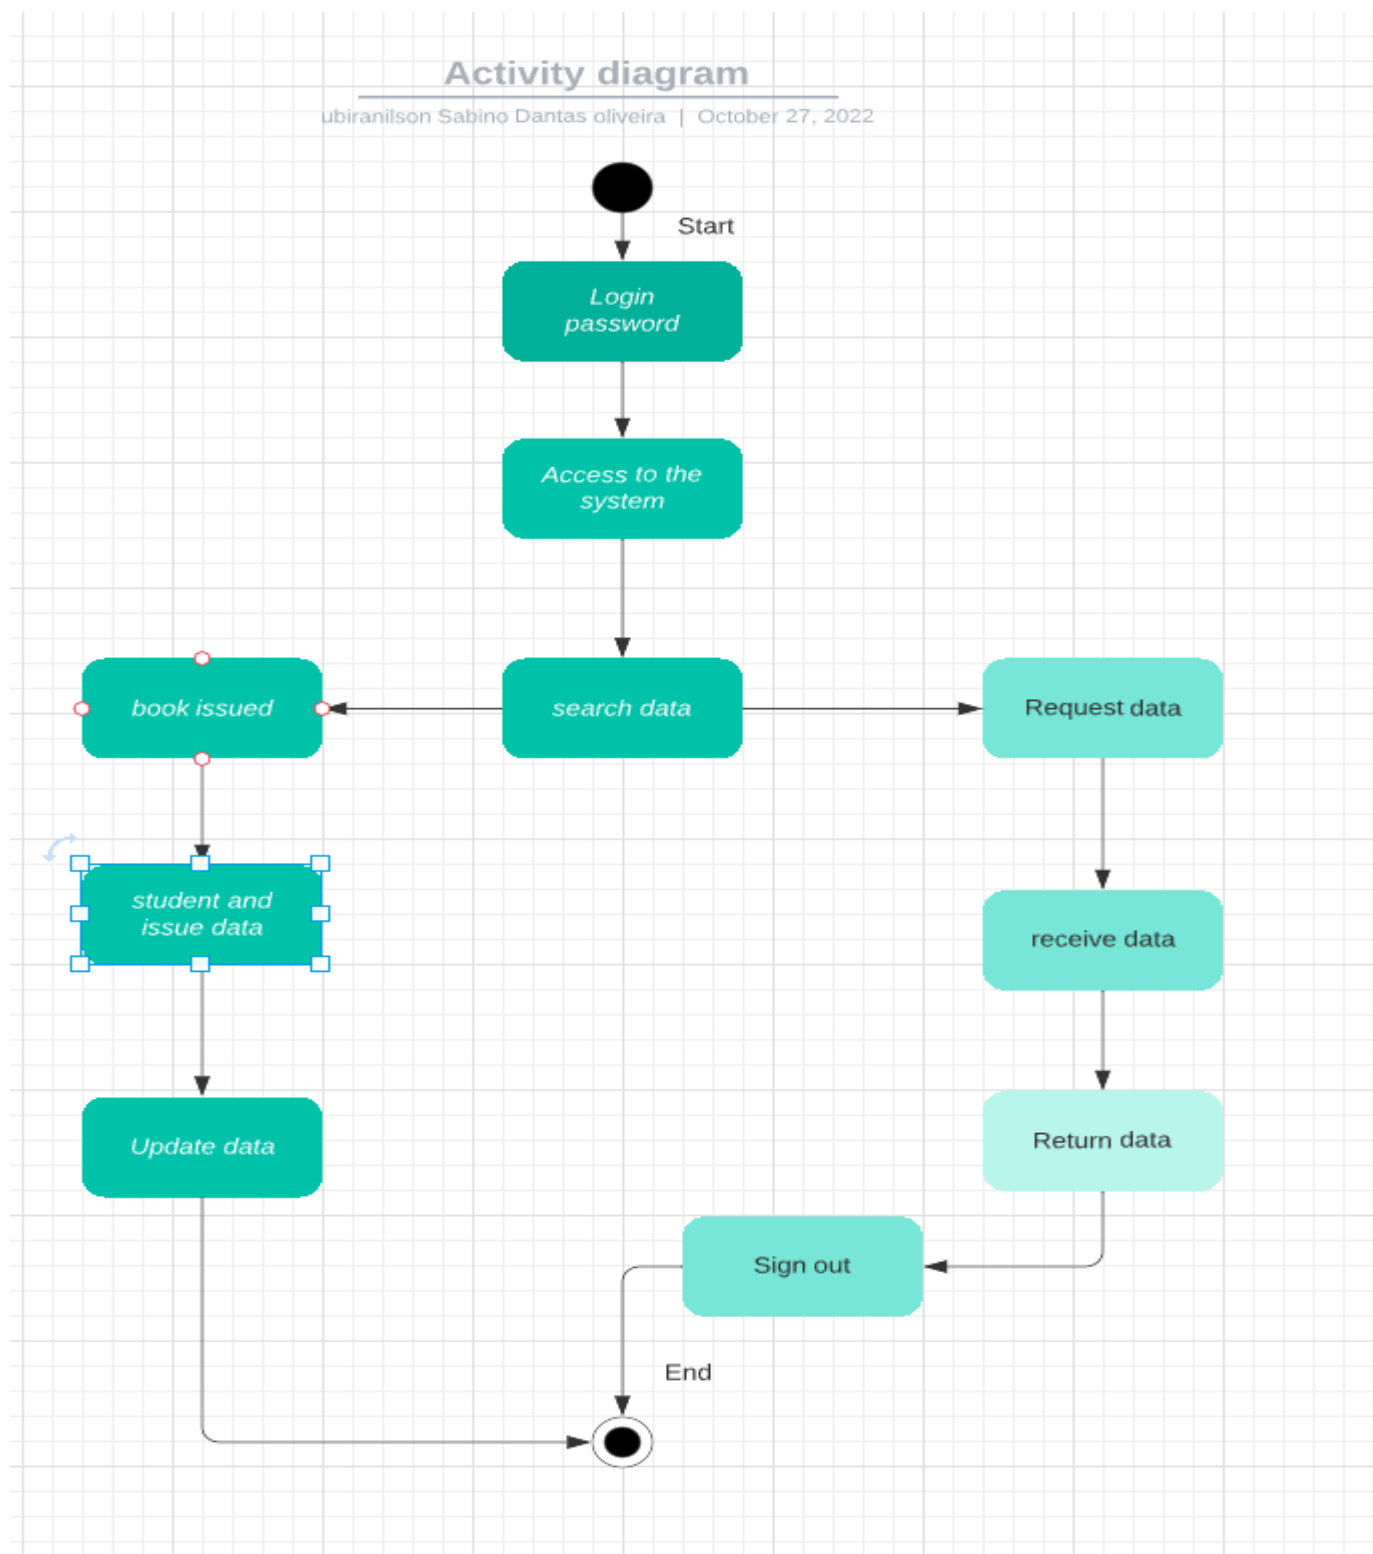 Activity diagram
ubiranilson Sabino Dantas oliveira | October 27, 2022
Start
Login
password
Access to the
system
book issued
search data
Request data
student and
issue data
receive data
Update data
Return data
Sign out
End